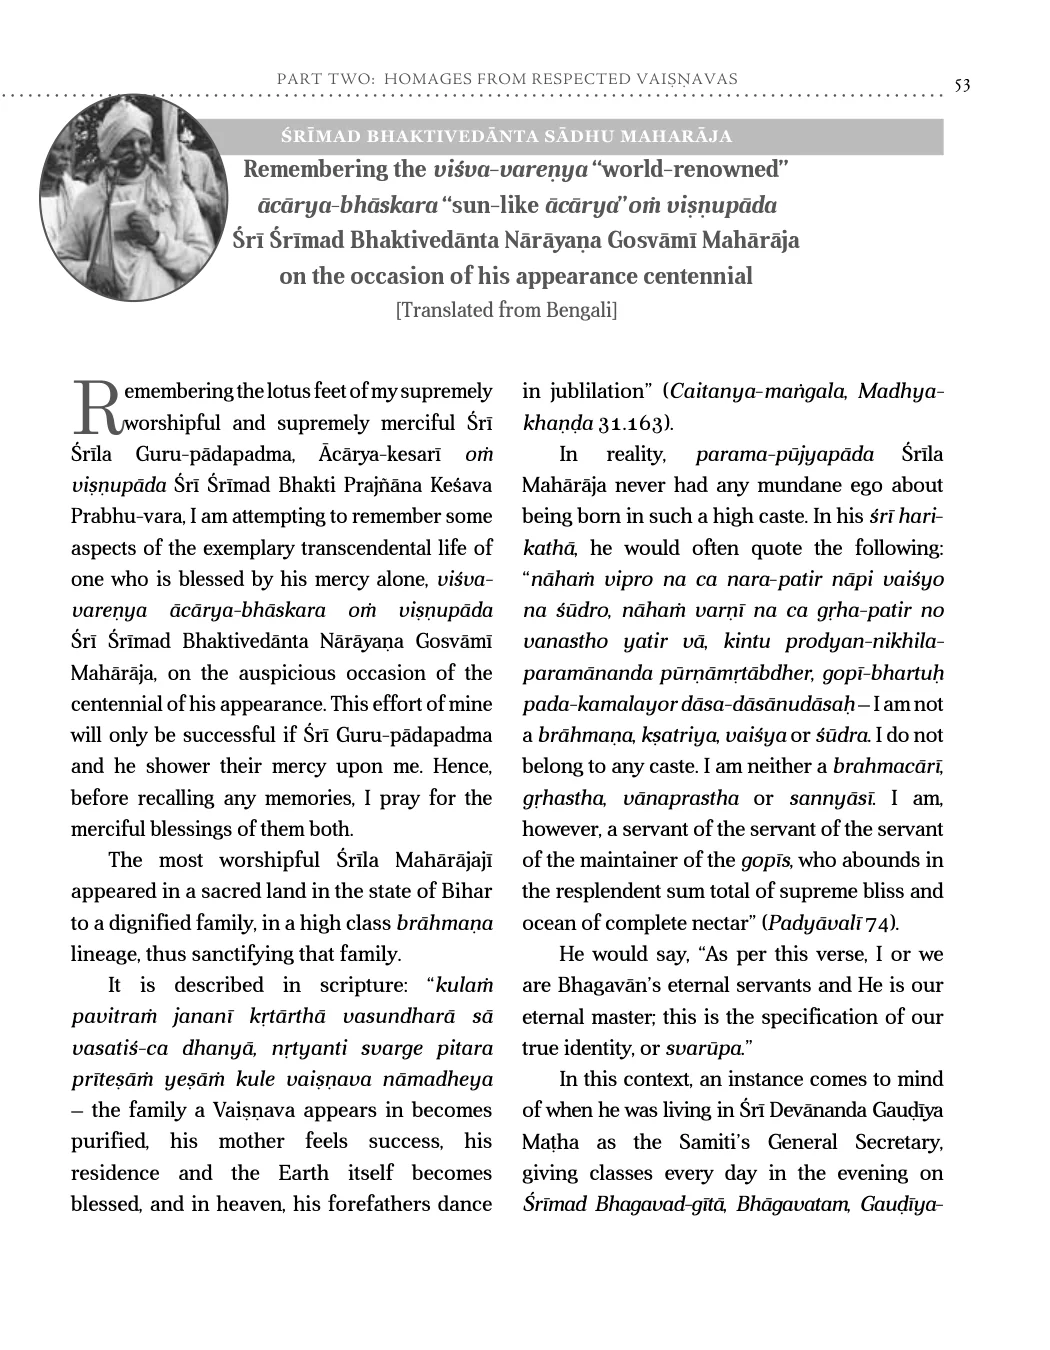 PART TWO: HOMAGES FROM RESPECTED VAIṢṆAVAS
53
ŚRĪMAD BHAKTIVEDĀNTA SĀDHU MAHARĀJA
Remembering the viśva-vareṇya “world-renowned”
ācārya-bhāskara “sun-like ācārya” oṁ viṣṇupāda
Śrī Śrīmad Bhaktivedānta Nārāyaṇa Gosvāmī Mahārāja
on the occasion of his appearance centennial
[Translated from Bengali]
Remembering the lotus feet of my supremely
worshipful and supremely merciful Śrī
Śrīla Guru-pādapadma, Ācārya-kesarī oṁ
viṣṇupāda Śrī Śrīmad Bhakti Prajñāna Keśava
Prabhu-vara, I am attempting to remember some
aspects of the exemplary transcendental life of
one who is blessed by his mercy alone, viśva-
vareṇya ācārya-bhāskara oṁ viṣṇupāda
Śrī Śrīmad Bhaktivedānta Nārāyaṇa Gosvāmī
Mahārāja, on the auspicious occasion of the
centennial of his appearance. This effort of mine
will only be successful if Śrī Guru-pādapadma
and he shower their mercy upon me. Hence,
before recalling any memories, I pray for the
merciful blessings of them both.
The most worshipful Śrīla Mahārājajī
appeared in a sacred land in the state of Bihar
to a dignified family, in a high class brāhmaṇa
lineage, thus sanctifying that family.
It is described in scripture: “kulaṁ
pavitraṁ jananī kṛtārthā vasundharā sā
vasatiś-ca dhanyā, nṛtyanti svarge pitara
prīteṣāṁ yeṣāṁ kule vaiṣṇava nāmadheya
– the family a Vaiṣṇava appears in becomes
purified, his mother feels success, his
residence and the Earth itself becomes
blessed, and in heaven, his forefathers dance
in jublilation” (Caitanya-maṅgala, Madhya-
khaṇḍa 31.163).
In reality, parama-pūjyapāda Śrīla
Mahārāja never had any mundane ego about
being born in such a high caste. In his śrī hari-
kathā, he would often quote the following:
“nāhaṁ vipro na ca nara-patir nāpi vaiśyo
na śūdro, nāhaṁ varṇī na ca gṛha-patir no
vanastho yatir vā, kintu prodyan-nikhila-
paramānanda pūrṇāmṛtābdher, gopī-bhartuḥ
pada-kamalayor dāsa-dāsānudāsaḥ – I am not
a brāhmaṇa, kṣatriya, vaiśya or śūdra. I do not
belong to any caste. I am neither a brahmacārī,
gṛhastha, vānaprastha or sannyāsī. I am,
however, a servant of the servant of the servant
of the maintainer of the gopīs, who abounds in
the resplendent sum total of supreme bliss and
ocean of complete nectar” (Padyāvalī 74).
He would say, “As per this verse, I or we
are Bhagavān’s eternal servants and He is our
eternal master; this is the specification of our
true identity, or svarūpa.”
In this context, an instance comes to mind
of when he was living in Śrī Devānanda Gauḍīya
Maṭha as the Samiti’s General Secretary,
giving classes every day in the evening on
Śrīmad Bhagavad-gītā, Bhāgavatam, Gauḍīya-